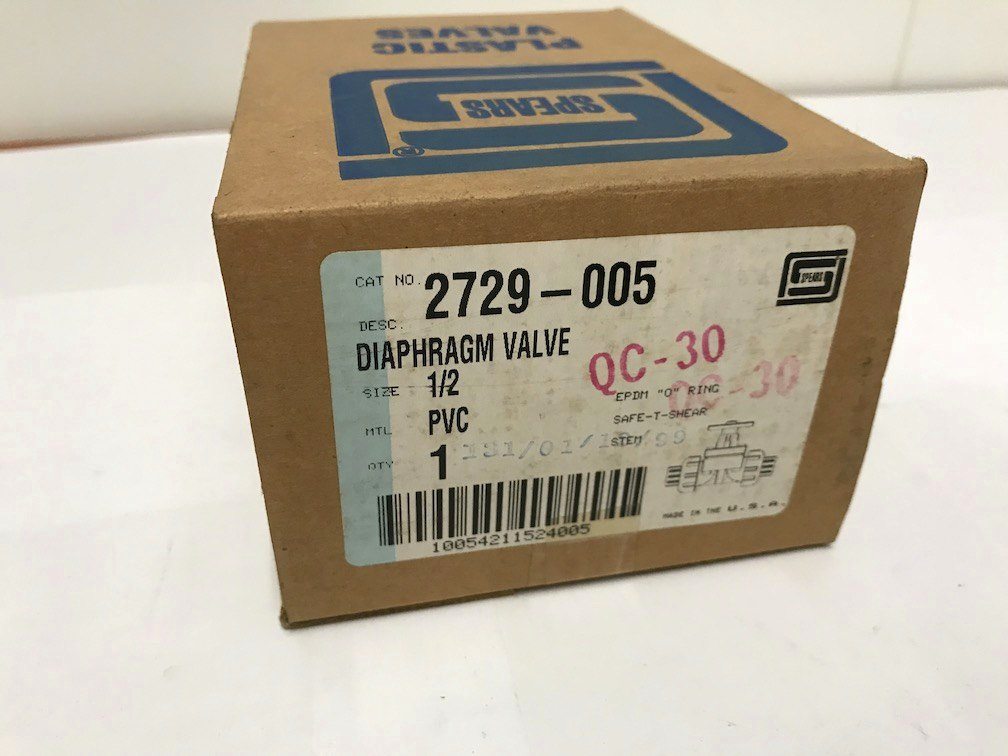 PLASTIC
VALVES
SPEARS
®
CAT NO. 2729-005
SPEARS
DESC.
DIAPHRAGM VALVE
QC-30
QC-30
SIZE 1/2
EPDM "O" RING
MTL PVC
SAFE-T-SHEAR
STEM
QTY 1
MADE IN THE U.S.A.
10054211524005